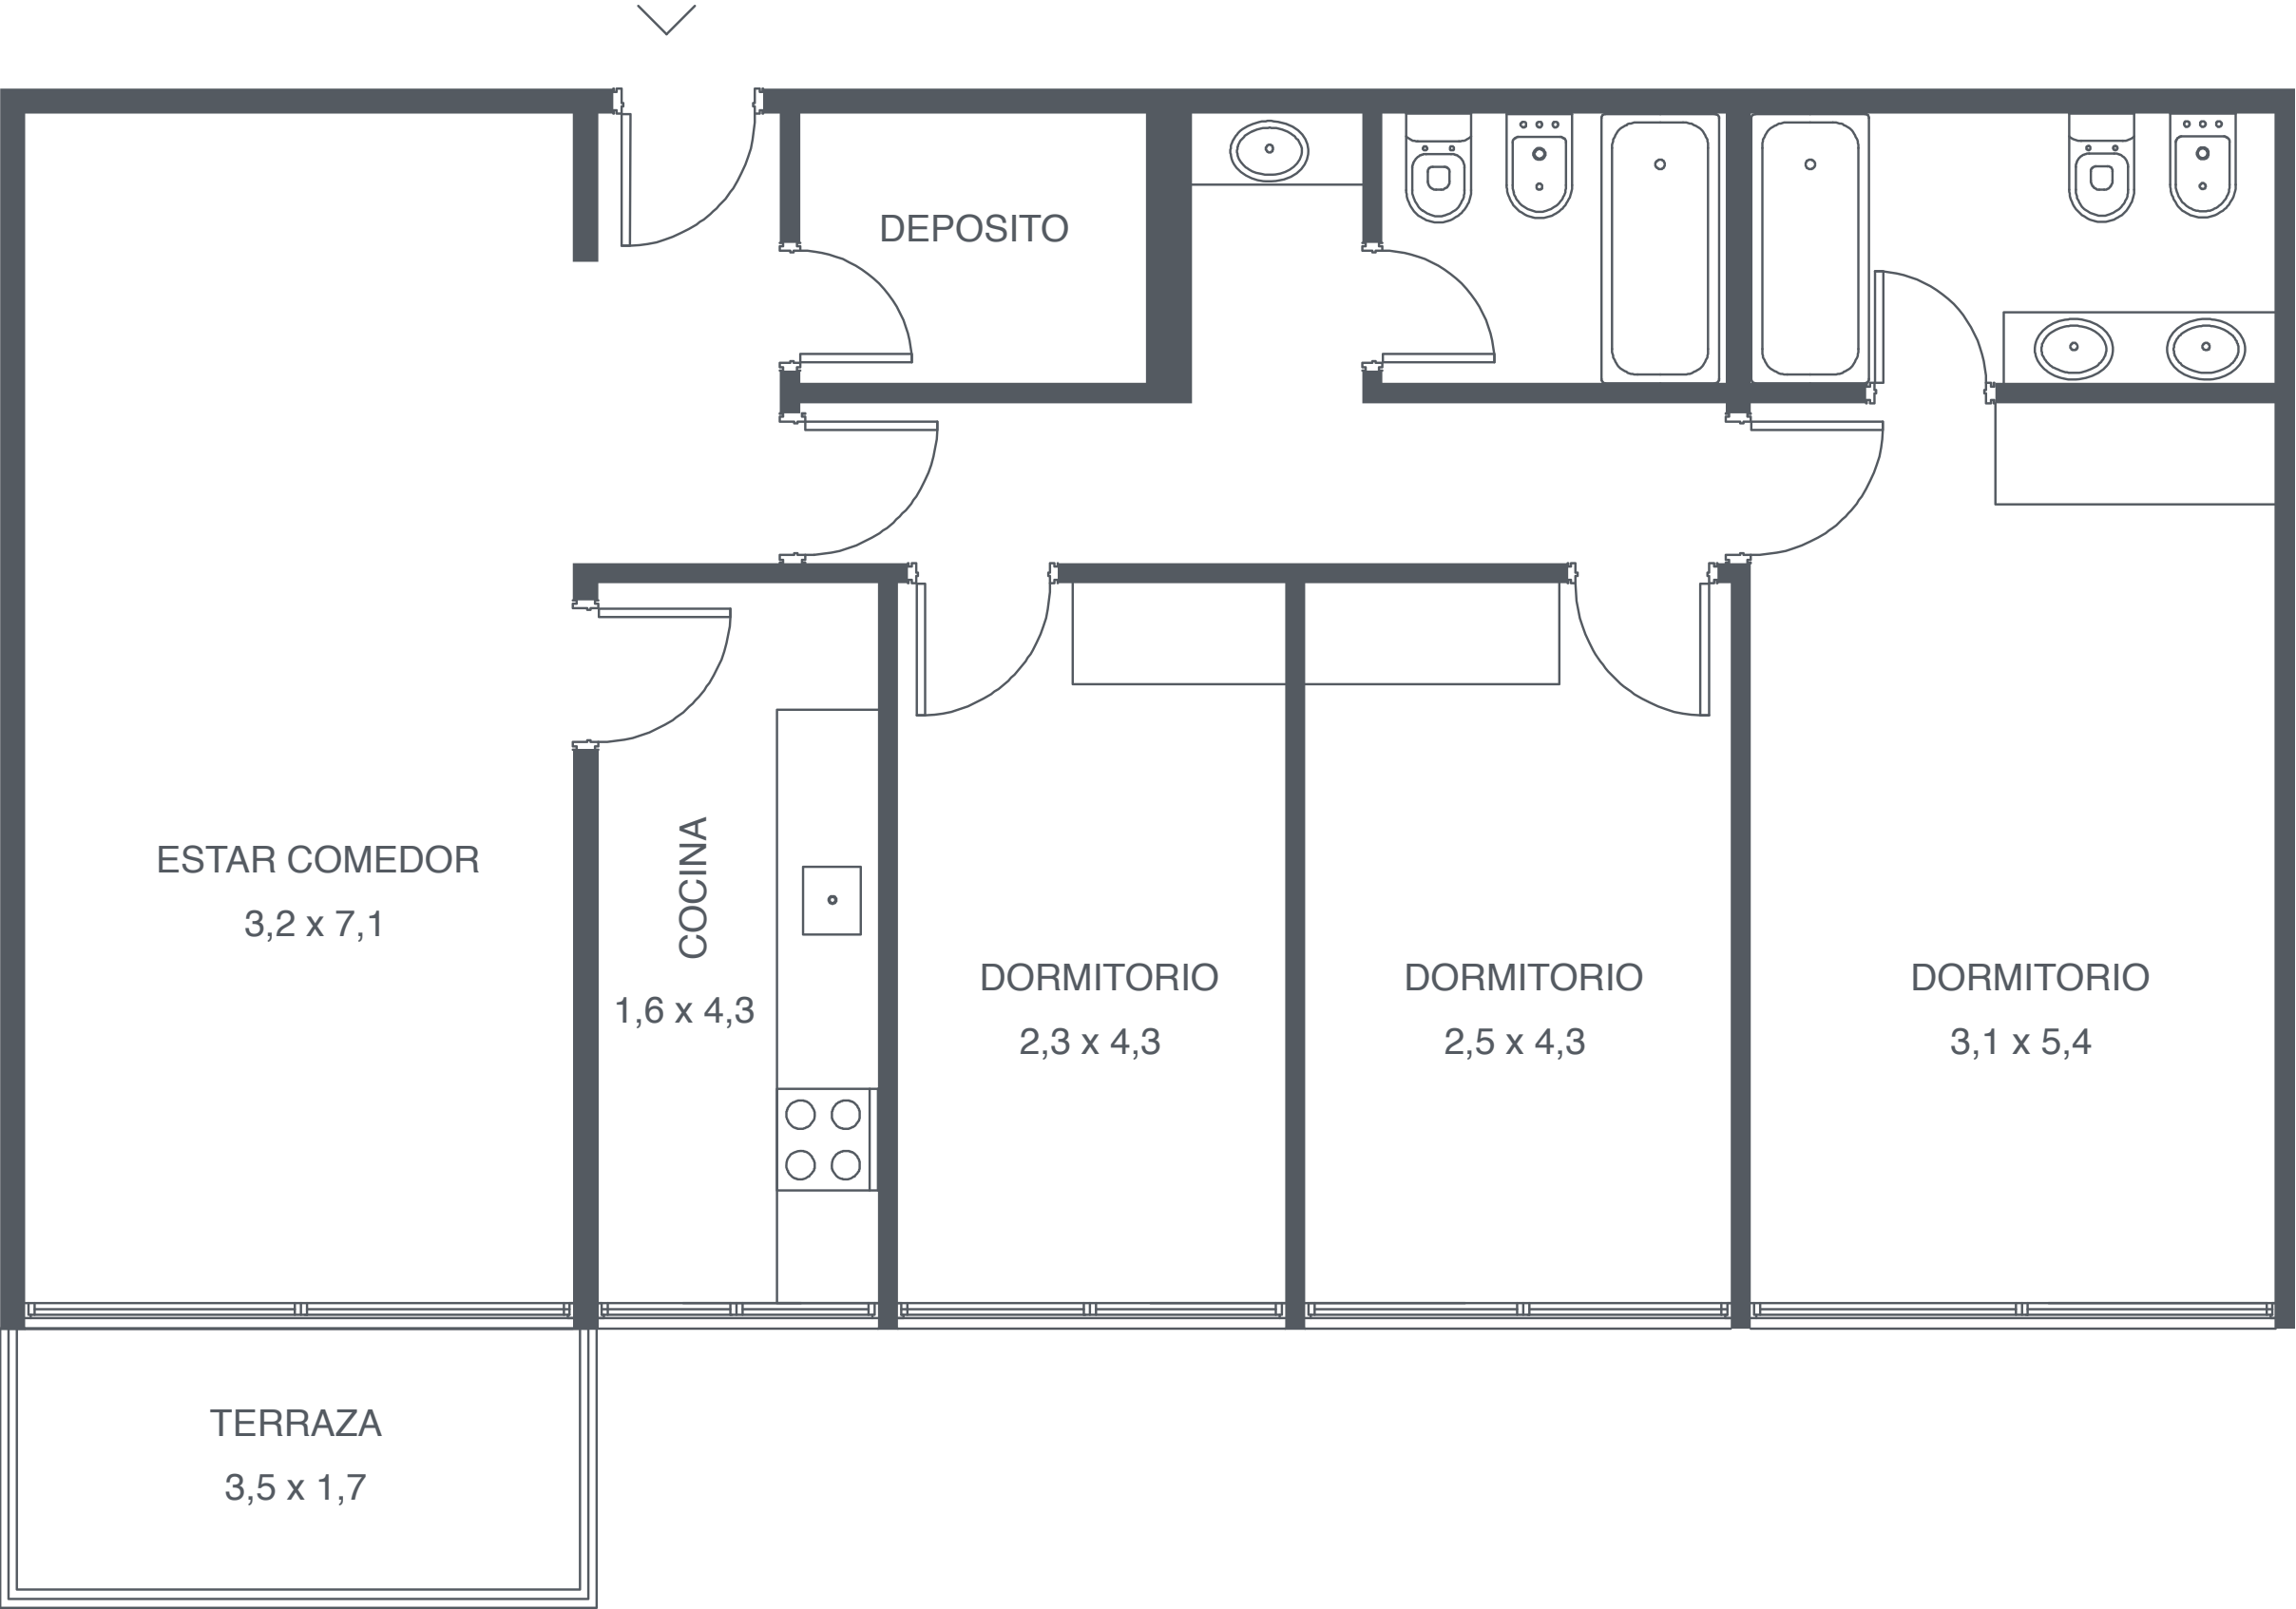 DEPOSITO
ESTAR COMEDOR
3,2 x 7,1
COCINA
1,6 x 4,3
DORMITORIO
2,3 x 4,3
DORMITORIO
2,5 x 4,3
DORMITORIO
3,1 x 5,4
TERRAZA
3,5 x 1,7